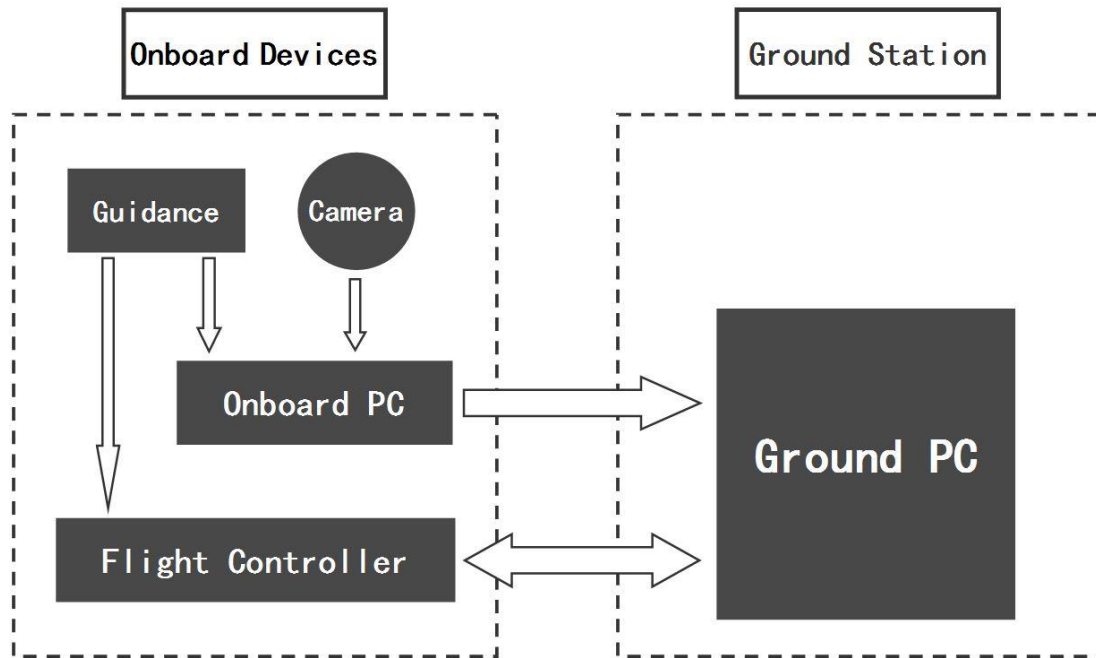 Onboard Devices
Ground Station
Guidance
Camera
Onboard PC
Ground PC
Flight Controller